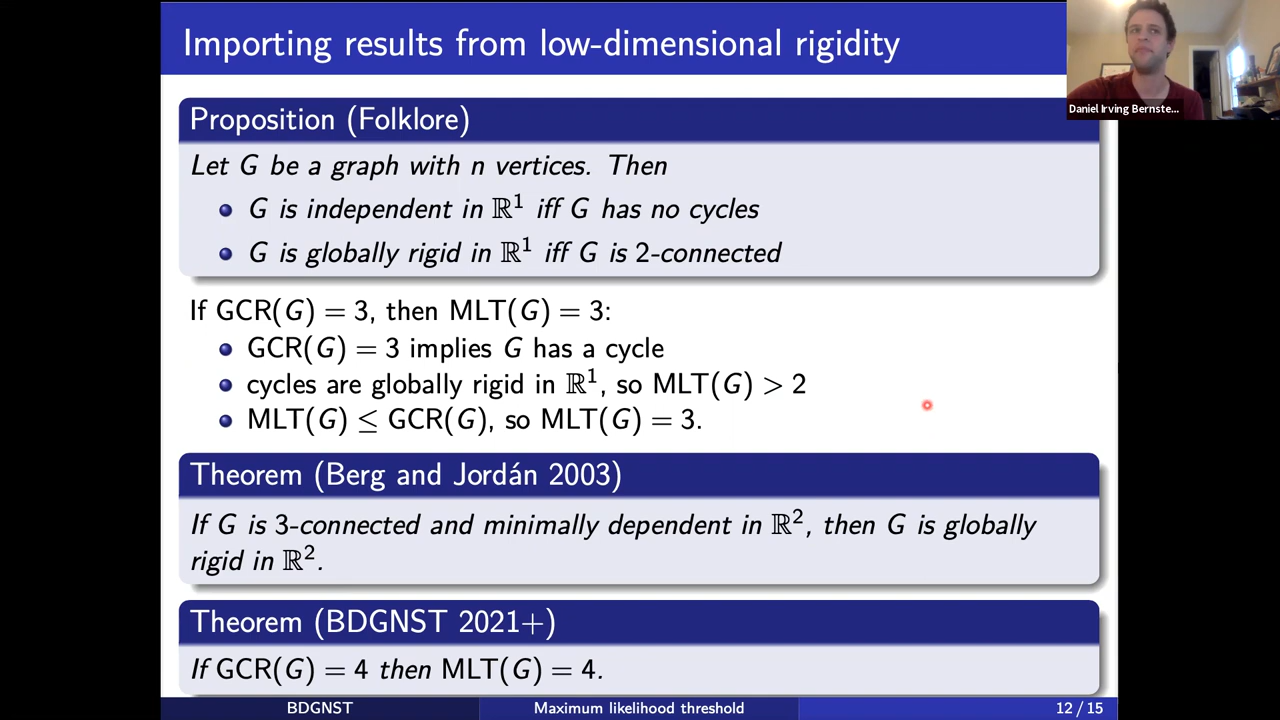 Importing results from low-dimensional rigidity
Daniel Irving Bernste...
Proposition (Folklore)
Let G be a graph with n vertices. Then
G is independent in ℝ¹ iff G has no cycles
G is globally rigid in ℝ¹ iff G is 2-connected
If GCR(G) = 3, then MLT(G) = 3:
GCR(G) = 3 implies G has a cycle
cycles are globally rigid in ℝ¹, so MLT(G) > 2
MLT(G) ≤ GCR(G), so MLT(G) = 3.
Theorem (Berg and Jordán 2003)
If G is 3-connected and minimally dependent in ℝ², then G is globally
rigid in ℝ².
Theorem (BDGNST 2021+)
If GCR(G) = 4 then MLT(G) = 4.
BDGNST Maximum likelihood threshold 12 / 15